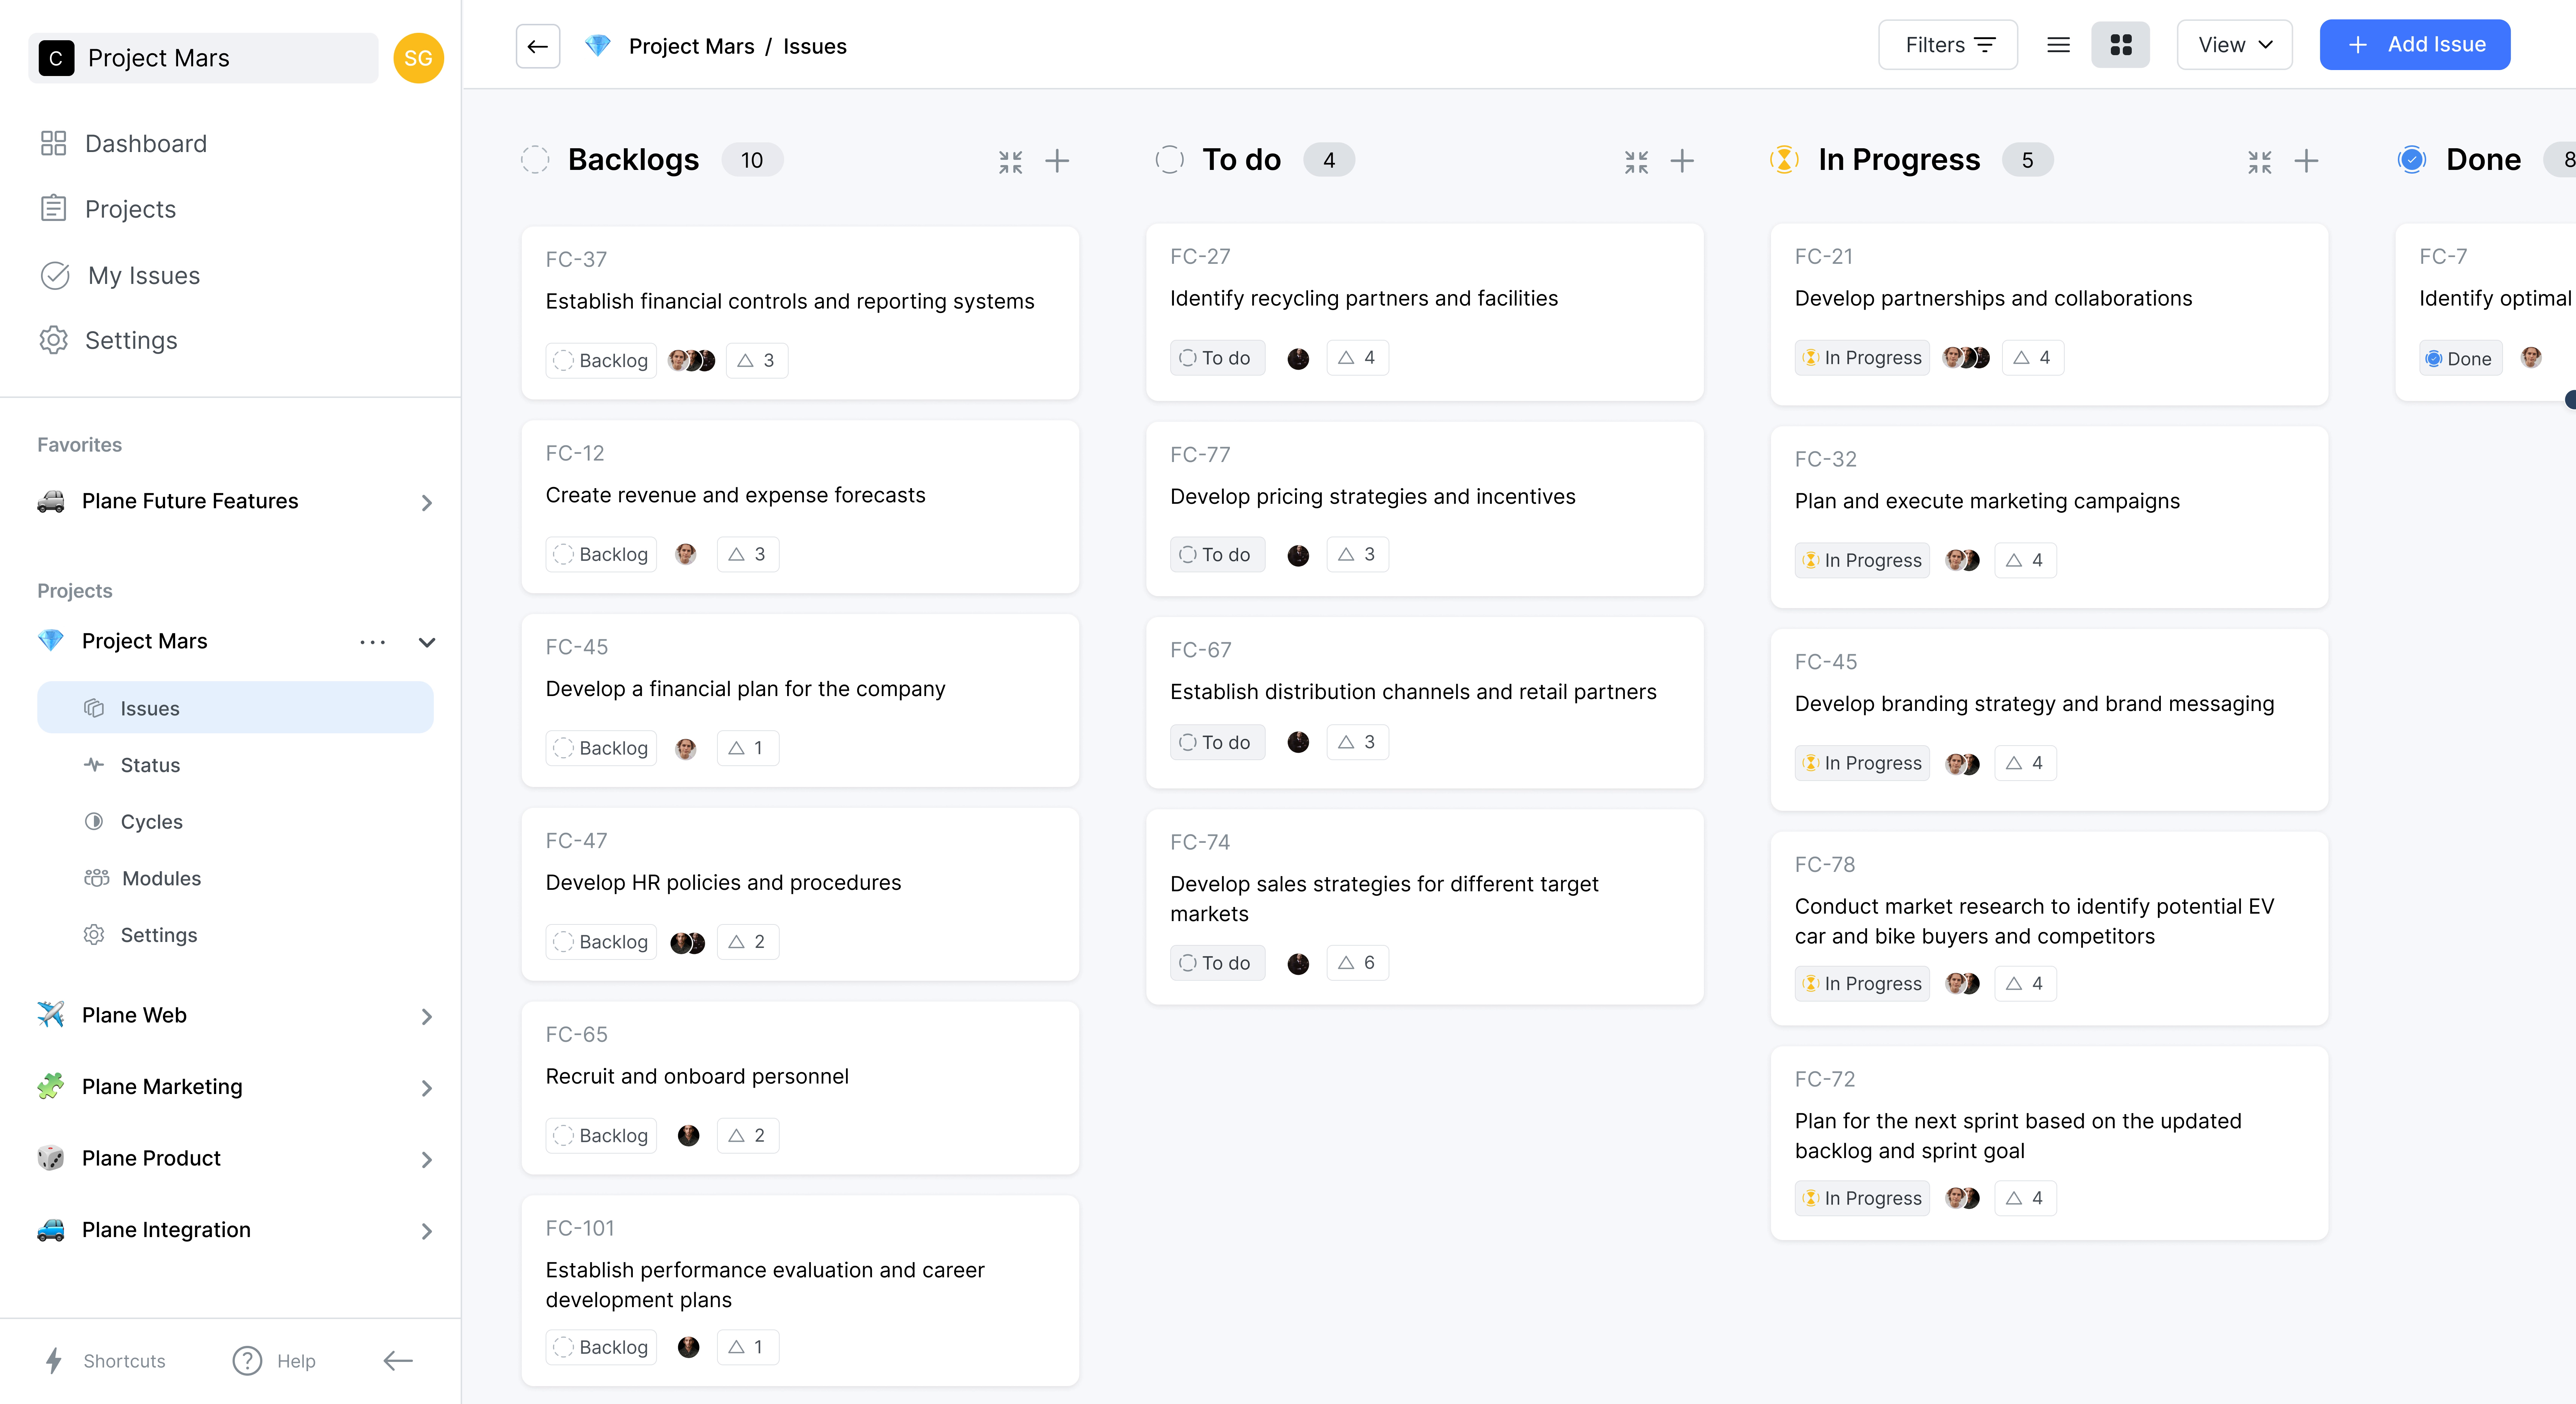 C Project Mars
SG
Dashboard
Projects
My Issues
Settings
Favorites
Plane Future Features
Projects
Project Mars
Issues
Status
Cycles
Modules
Settings
Plane Web
Plane Marketing
Plane Product
Plane Integration
Shortcuts
Help
Project Mars / Issues
Filters
View
Add Issue
Backlogs 10
FC-37
Establish financial controls and reporting systems
Backlog 3
FC-12
Create revenue and expense forecasts
Backlog 3
FC-45
Develop a financial plan for the company
Backlog 1
FC-47
Develop HR policies and procedures
Backlog 2
FC-65
Recruit and onboard personnel
Backlog 2
FC-101
Establish performance evaluation and career
development plans
Backlog 1
To do 4
FC-27
Identify recycling partners and facilities
To do 4
FC-77
Develop pricing strategies and incentives
To do 3
FC-67
Establish distribution channels and retail partners
To do 3
FC-74
Develop sales strategies for different target
markets
To do 6
In Progress 5
FC-21
Develop partnerships and collaborations
In Progress 4
FC-32
Plan and execute marketing campaigns
In Progress 4
FC-45
Develop branding strategy and brand messaging
In Progress 4
FC-78
Conduct market research to identify potential EV
car and bike buyers and competitors
In Progress 4
FC-72
Plan for the next sprint based on the updated
backlog and sprint goal
In Progress 4
Done 8
FC-7
Identify optimal
Done